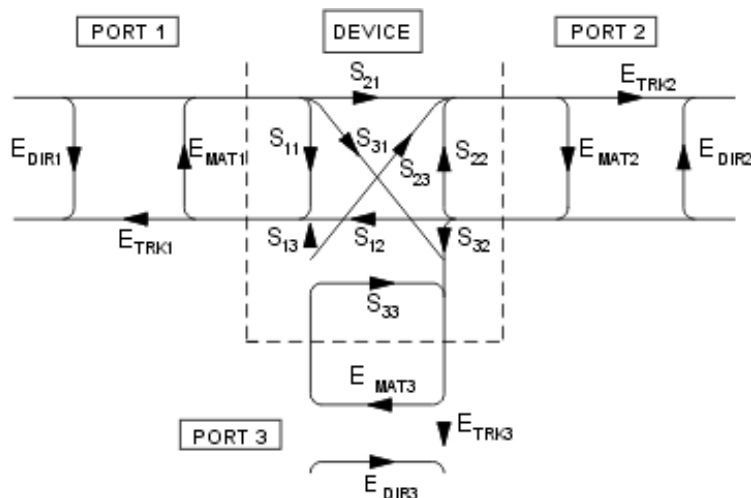 PORT 1
DEVICE
PORT 2
S21
ETRK2
EDIR1
EMAT1
S11
S31
S23
S22
EMAT2
EDIR2
ETRK1
S13
S12
S32
S33
EMAT3
PORT 3
ETRK3
EDIR3